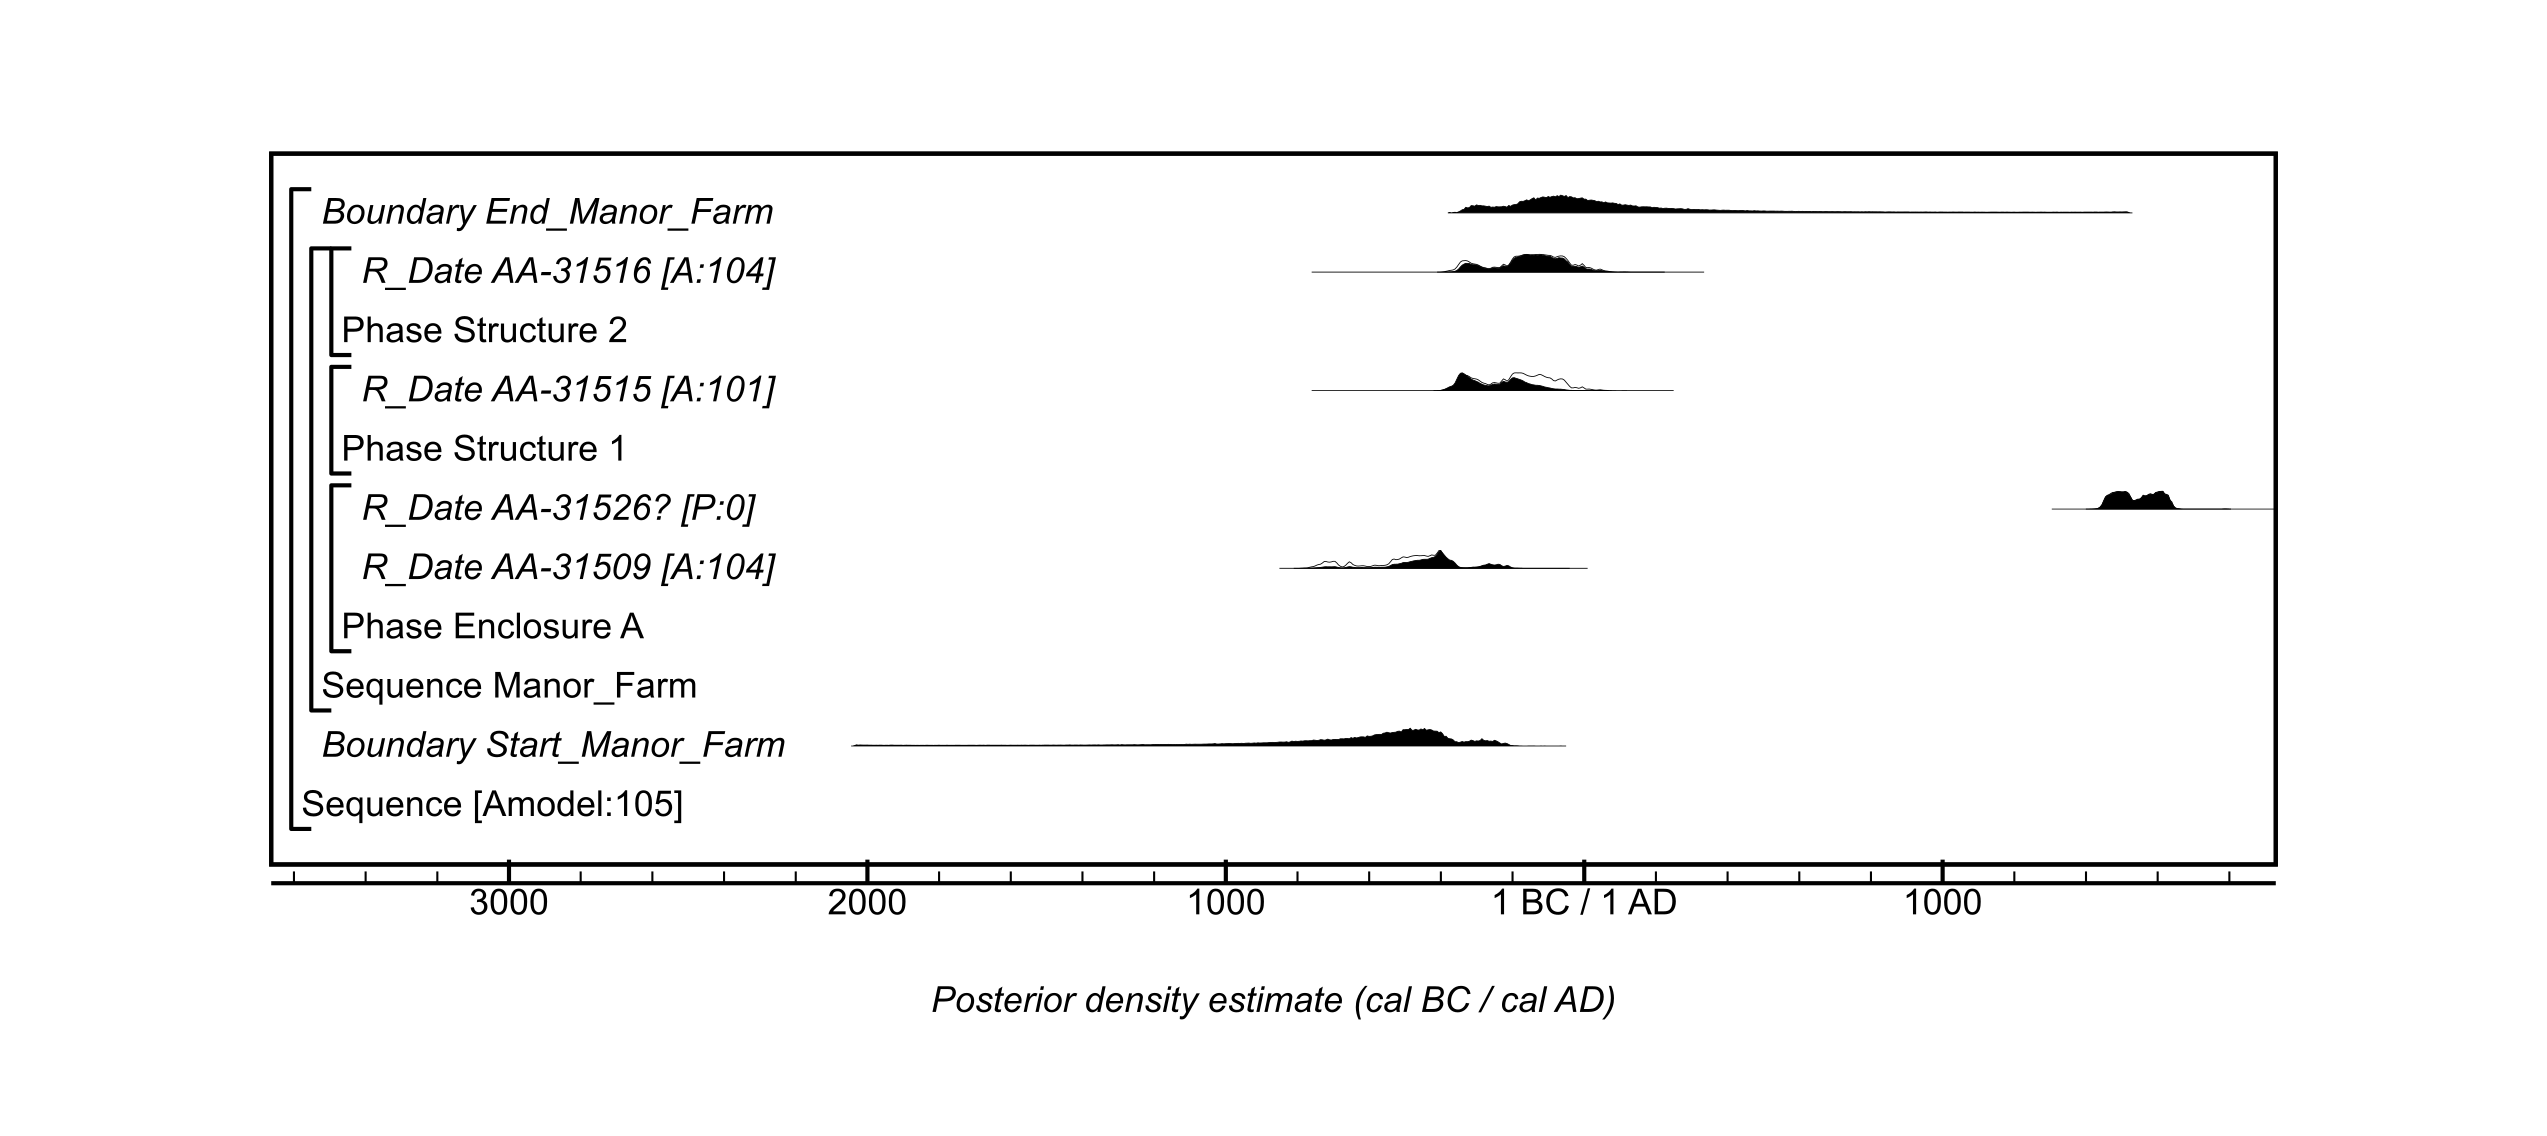 Boundary End_Manor_Farm
R_Date AA-31516 [A:104]
Phase Structure 2
R_Date AA-31515 [A:101]
Phase Structure 1
R_Date AA-31526? [P:0]
R_Date AA-31509 [A:104]
Phase Enclosure A
Sequence Manor_Farm
Boundary Start_Manor_Farm
Sequence [Amodel:105]
3000 2000 1000 1 BC / 1 AD 1000
Posterior density estimate (cal BC / cal AD)